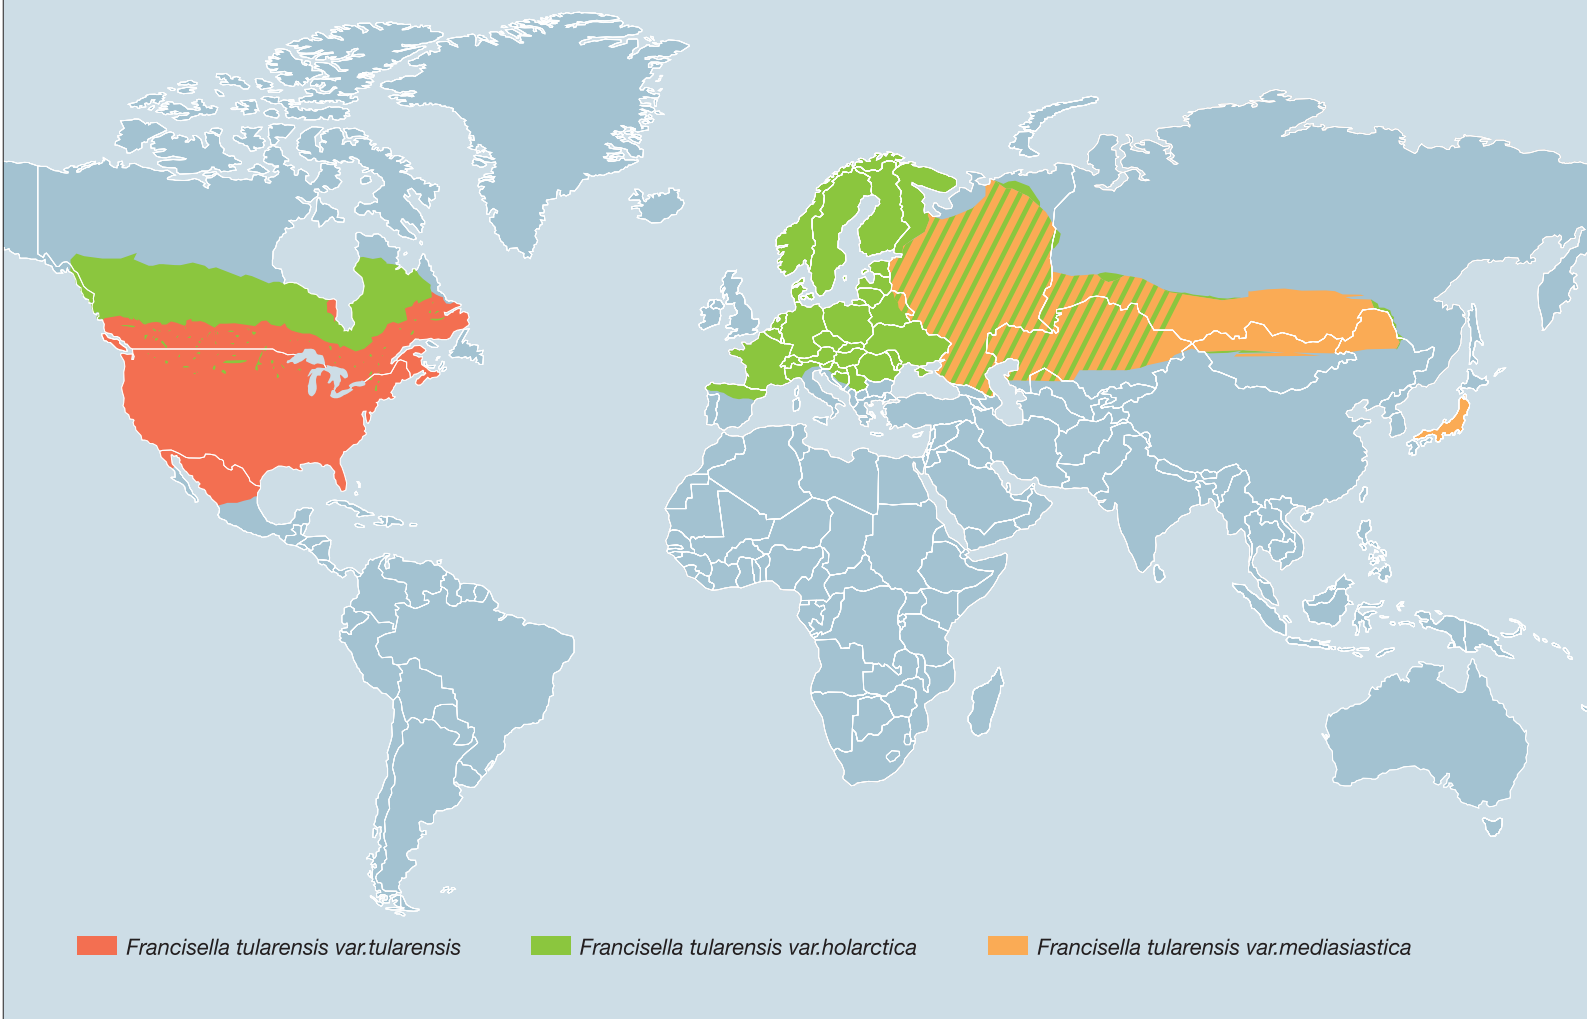 Francisella tularensis var.tularensis
Francisella tularensis var.holarctica
Francisella tularensis var.mediasiastica